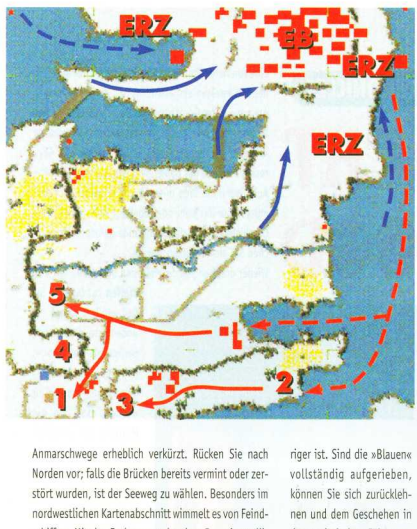 ERZ
EB
ERZ
ERZ
5
4
1
3
2
Anmarschwege erheblich verkürzt. Rücken Sie nach
Norden vor; falls die Brücken bereits vermint oder zer-
stört wurden, ist der Seeweg zu wählen. Besonders im
nordwestlichen Kartenabschnitt wimmelt es von Feind-
riger ist. Sind die »Blauen«
vollständig aufgerieben,
können Sie sich zurückleh-
nen und dem Geschehen in